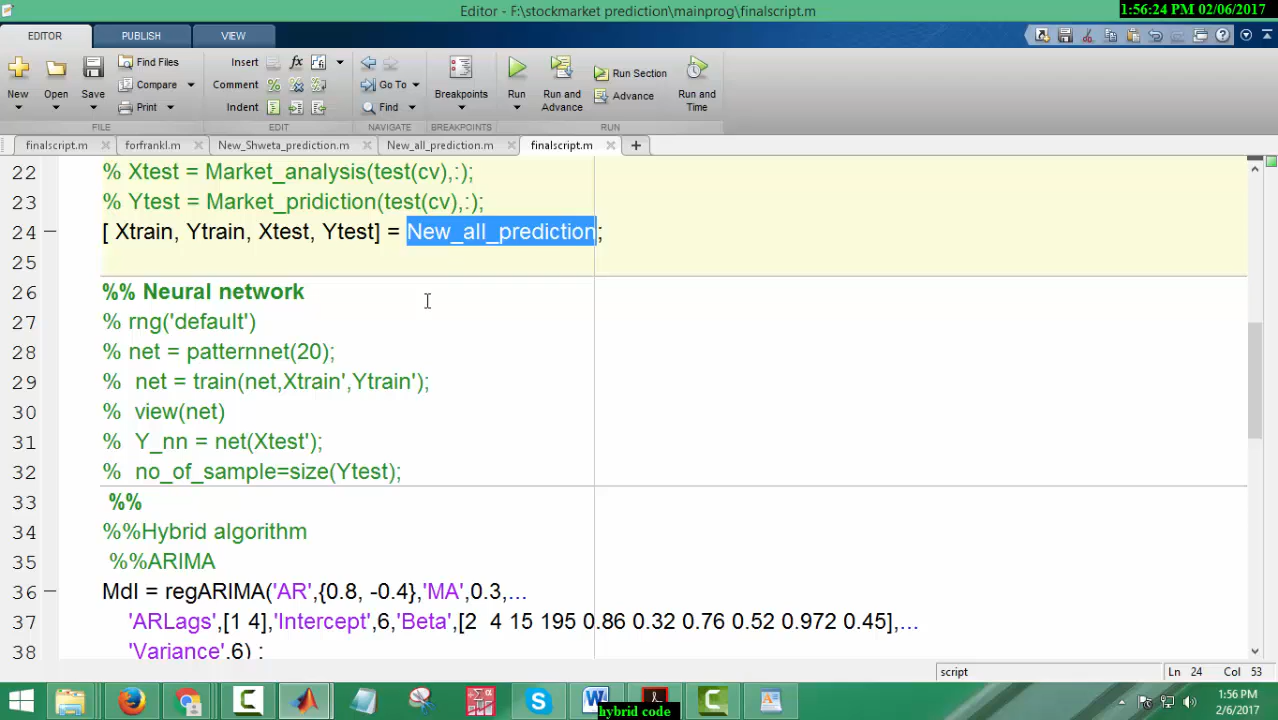 Editor - F:\stockmarket prediction\mainprog\finalscript.m
1:56:24 PM 02/06/2017
EDITOR
PUBLISH
VIEW
New
Open
Save
Find Files
Compare
Print
Insert
fx
Comment
Indent
Go To
Find
Breakpoints
Run
Run and Advance
Run Section
Advance
Run and Time
FILE
EDIT
NAVIGATE
BREAKPOINTS
RUN
finalscript.m
forfrankl.m
New_Shweta_prediction.m
New_all_prediction.m
finalscript.m
22 % Xtest = Market_analysis(test(cv),:);
23 % Ytest = Market_pridiction(test(cv),:);
24 [ Xtrain, Ytrain, Xtest, Ytest] = New_all_prediction;
25
26 %% Neural network
27 % rng('default')
28 % net = patternnet(20);
29 % net = train(net,Xtrain',Ytrain');
30 % view(net)
31 % Y_nn = net(Xtest');
32 % no_of_sample=size(Ytest);
33 %%
34 %%Hybrid algorithm
35 %%ARIMA
36 Mdl = regARIMA('AR',{0.8, -0.4},'MA',0.3,...
37 'ARLags',[1 4],'Intercept',6,'Beta',[2 4 15 195 0.86 0.32 0.76 0.52 0.972 0.45],...
38 'Variance',6) ;
script
Ln 24 Col 53
1:56 PM
2/6/2017
hybrid code